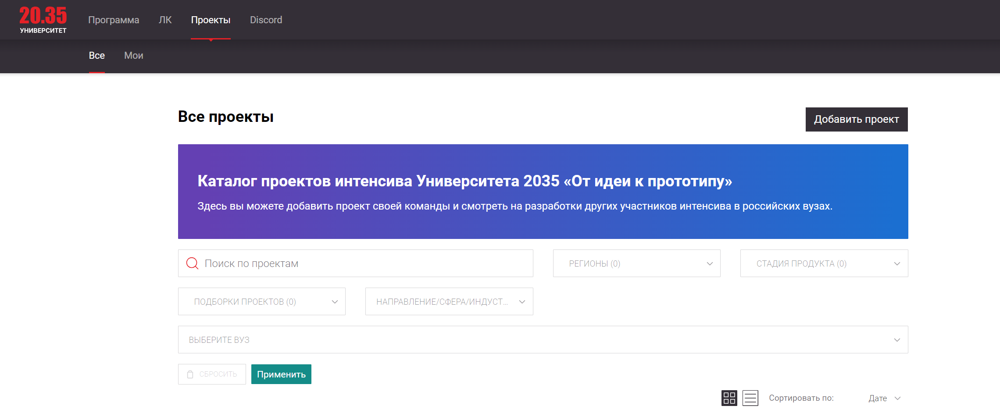 20.35
УНИВЕРСИТЕТ
Программа ЛК Проекты Discord
Все Мои
Все проекты
Добавить проект
Каталог проектов интенсива Университета 2035 «От идеи к прототипу»
Здесь вы можете добавить проект своей команды и смотреть на разработки других участников интенсива в российских вузах.
Поиск по проектам
РЕГИОНЫ (0)
СТАДИЯ ПРОДУКТА (0)
ПОДБОРКИ ПРОЕКТОВ (0)
НАПРАВЛЕНИЕ/СФЕРА/ИНДУСТ...
ВЫБЕРИТЕ ВУЗ
СБРОСИТЬ
Применить
Сортировать по: Дате